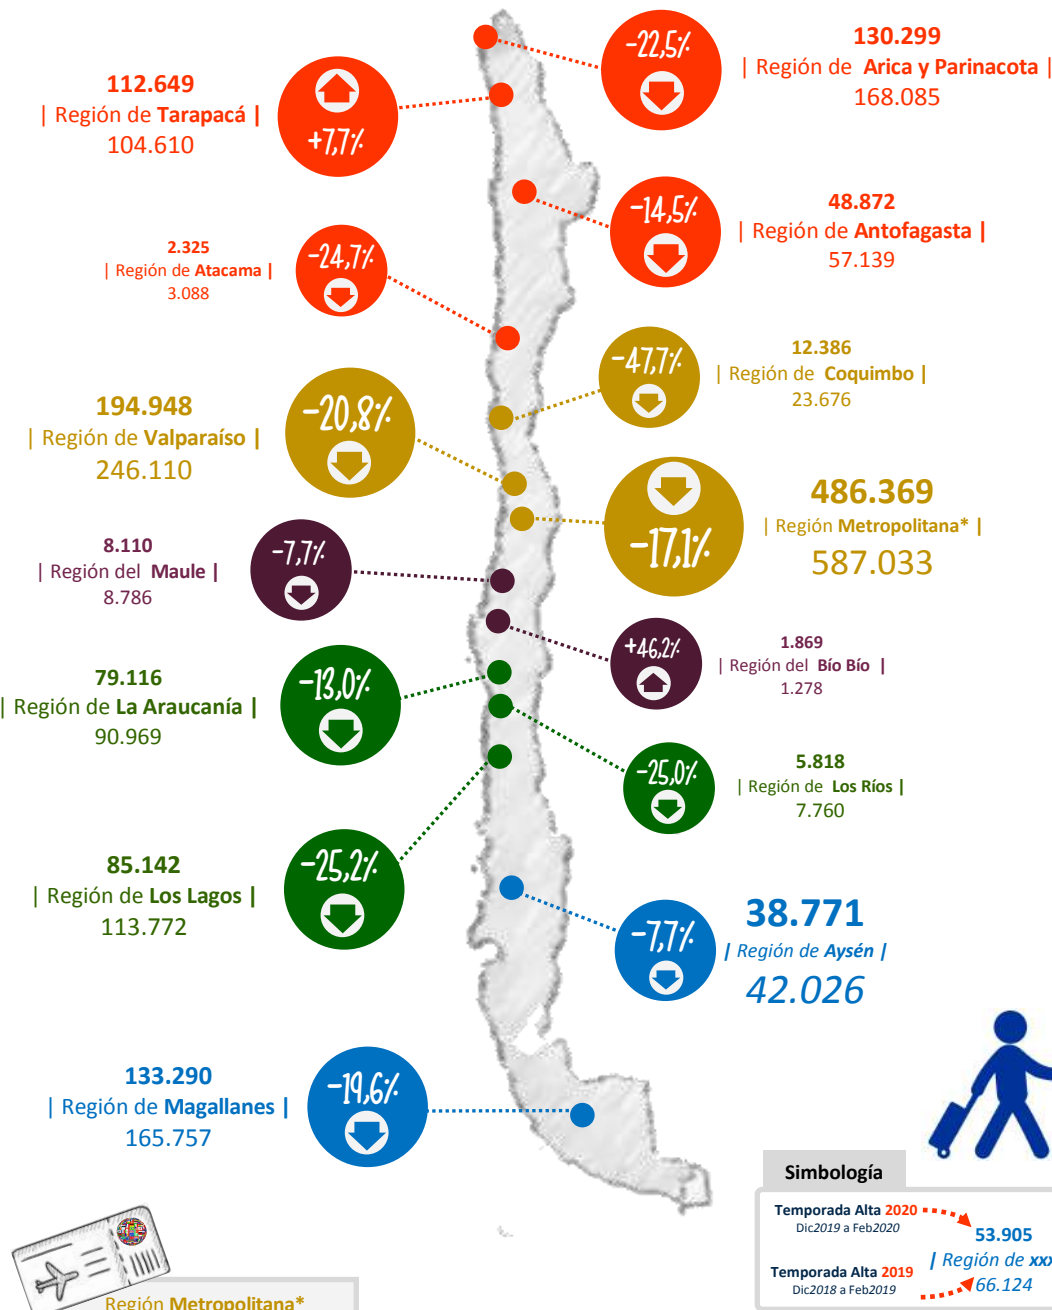 -22,5%
130.299
| Región de Arica y Parinacota |
168.085
112.649
| Región de Tarapacá |
104.610
+7,7%
-14,5%
48.872
| Región de Antofagasta |
57.139
2.325
| Región de Atacama |
3.088
-24,7%
-47,7%
12.386
| Región de Coquimbo |
23.676
194.948
| Región de Valparaíso |
246.110
-20,8%
-17,1%
486.369
| Región Metropolitana* |
587.033
8.110
| Región del Maule |
8.786
-7,7%
+46,2%
1.869
| Región del Bío Bío |
1.278
79.116
| Región de La Araucanía |
90.969
-13,0%
-25,0%
5.818
| Región de Los Ríos |
7.760
85.142
| Región de Los Lagos |
113.772
-25,2%
-7,7%
38.771
| Región de Aysén |
42.026
133.290
| Región de Magallanes |
165.757
-19,6%
Simbología
Temporada Alta 2020
Dic2019 a Feb2020
53.905
| Región de xxx
66.124
Temporada Alta 2019
Dic2018 a Feb2019
Región Metropolitana*